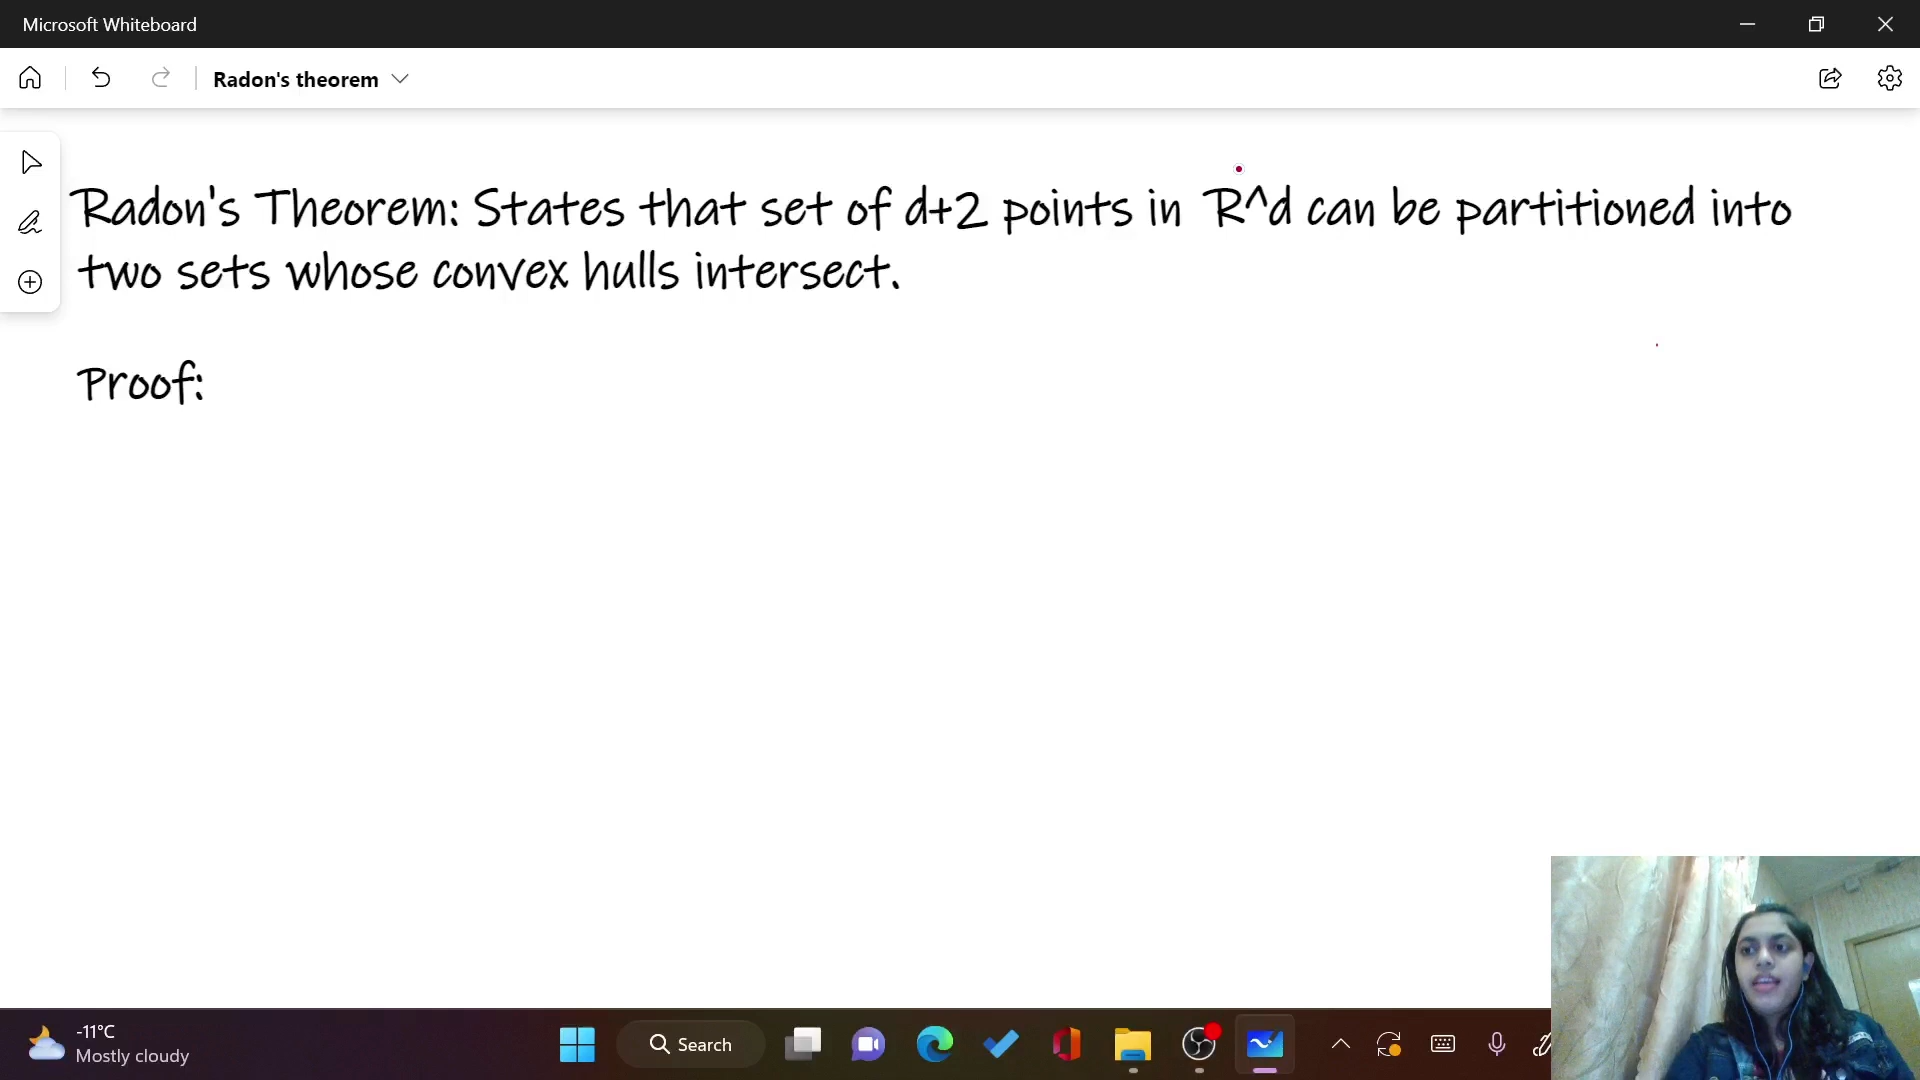 Microsoft Whiteboard
Radon's theorem
Radon's Theorem: States that set of d+2 points in R^d can be partitioned into
two sets whose convex hulls intersect.
Proof:
-11°C
Mostly cloudy
Search